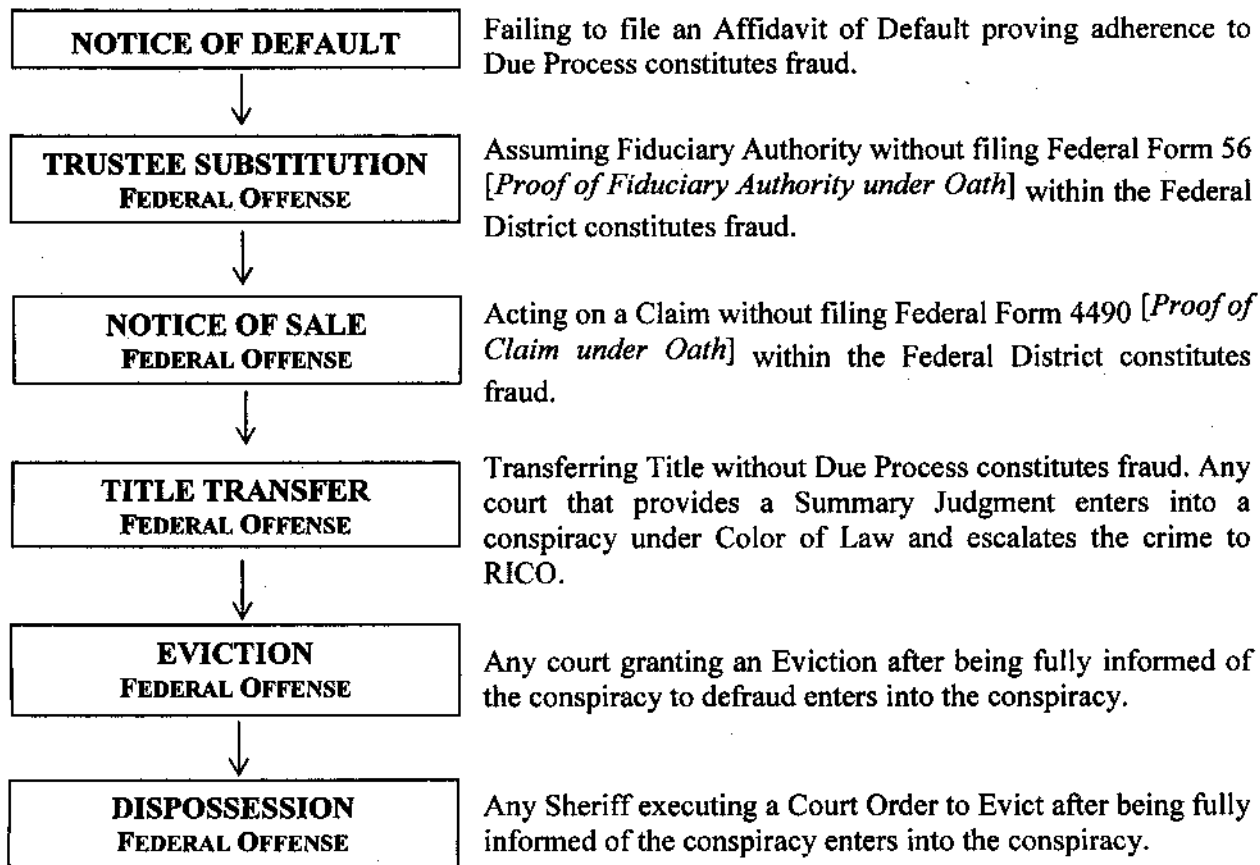 NOTICE OF DEFAULT
Failing to file an Affidavit of Default proving adherence to
Due Process constitutes fraud.
TRUSTEE SUBSTITUTION
FEDERAL OFFENSE
Assuming Fiduciary Authority without filing Federal Form 56
[Proof of Fiduciary Authority under Oath] within the Federal
District constitutes fraud.
NOTICE OF SALE
FEDERAL OFFENSE
Acting on a Claim without filing Federal Form 4490 [Proof of
Claim under Oath] within the Federal District constitutes
fraud.
TITLE TRANSFER
FEDERAL OFFENSE
Transferring Title without Due Process constitutes fraud. Any
court that provides a Summary Judgment enters into a
conspiracy under Color of Law and escalates the crime to
RICO.
EVICTION
FEDERAL OFFENSE
Any court granting an Eviction after being fully informed of
the conspiracy to defraud enters into the conspiracy.
DISPOSSESSION
FEDERAL OFFENSE
Any Sheriff executing a Court Order to Evict after being fully
informed of the conspiracy enters into the conspiracy.